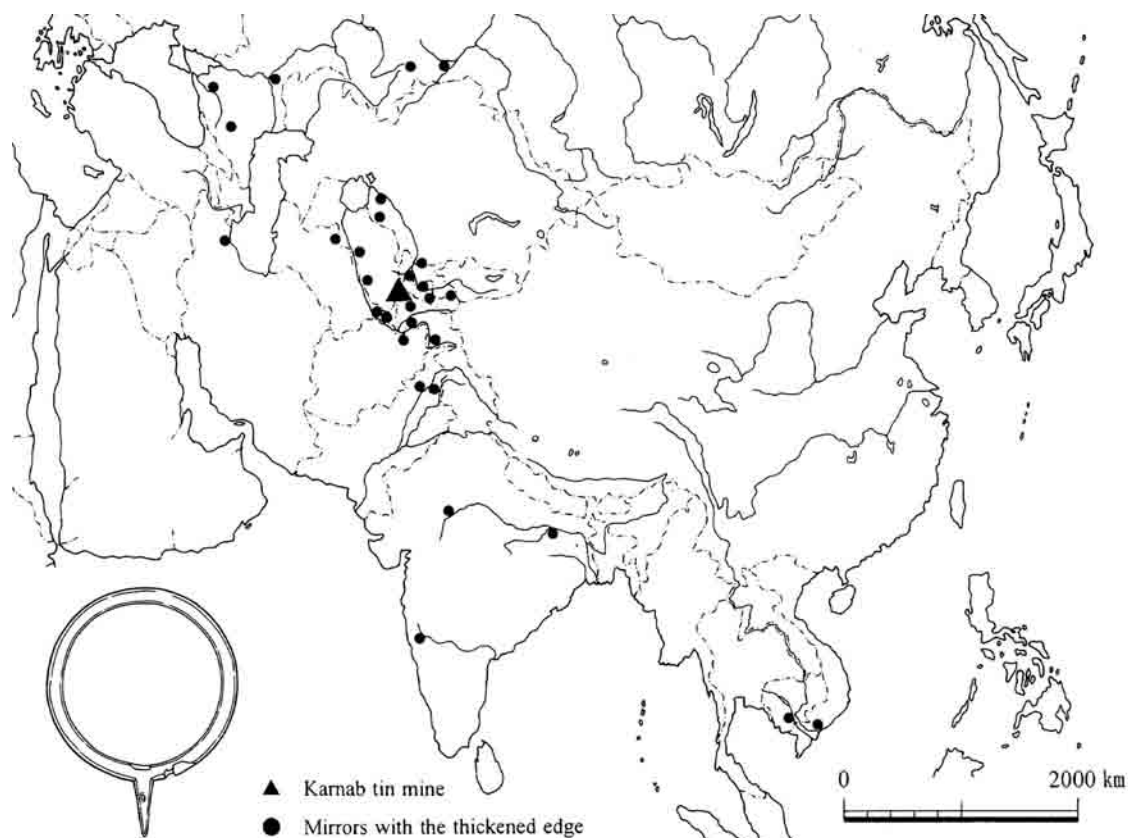 ▲ Karnab tin mine
● Mirrors with the thickened edge
0 2000 km